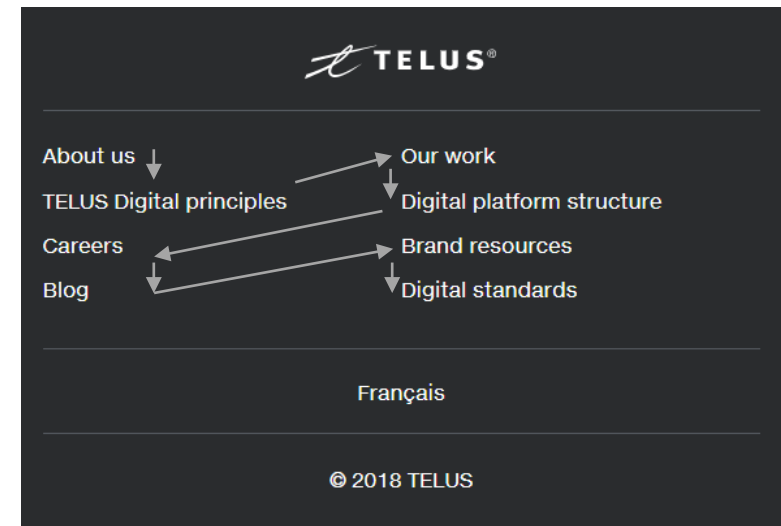 TELUS®
About us
Our work
TELUS Digital principles
Digital platform structure
Careers
Brand resources
Blog
Digital standards
Français
© 2018 TELUS